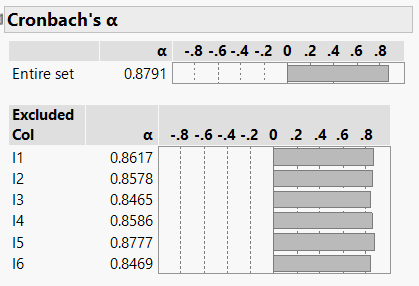 Cronbach's α
α -.8 -.6 -.4 -.2 0 .2 .4 .6 .8
Entire set 0.8791
Excluded
Col α -.8 -.6 -.4 -.2 0 .2 .4 .6 .8
I1 0.8617
I2 0.8578
I3 0.8465
I4 0.8586
I5 0.8777
I6 0.8469